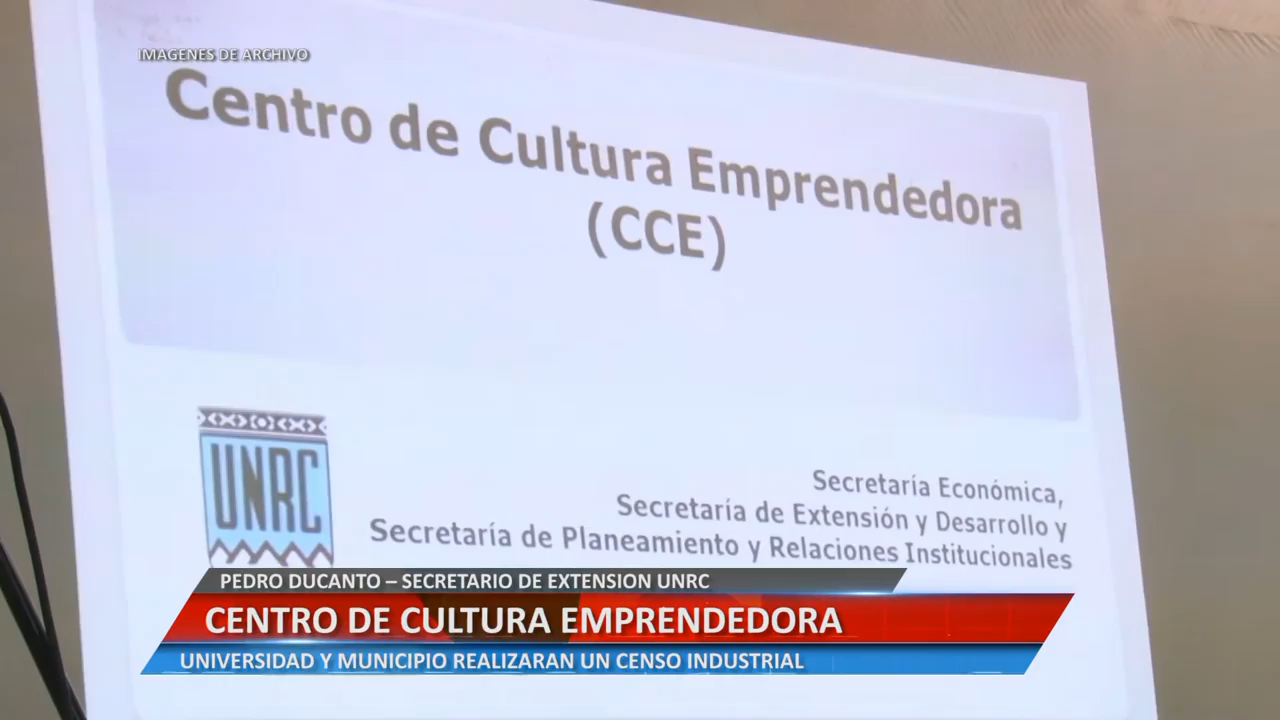 IMAGENES DE ARCHIVO
Centro de Cultura Emprendedora
(CCE)
UNRC
Secretaría Económica,
Secretaría de Extensión y Desarrollo y
Secretaría de Planeamiento y Relaciones Institucionales
PEDRO DUCANTO – SECRETARIO DE EXTENSION UNRC
CENTRO DE CULTURA EMPRENDEDORA
UNIVERSIDAD Y MUNICIPIO REALIZARAN UN CENSO INDUSTRIAL